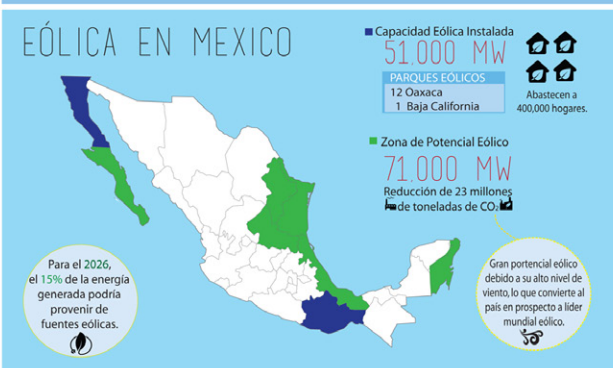 EÓLICA EN MEXICO
Capacidad Eólica Instalada
51,000 MW
PARQUES EÓLICOS
12 Oaxaca
1 Baja California
Abastecen a
400,000 hogares.
Zona de Potencial Eólico
71,000 MW
Reducción de 23 millones
de toneladas de CO₂
Para el 2026,
el 15% de la energía
generada podría
provenir de
fuentes eólicas.
Gran portencial eólico
debido a su alto nivel de
viento, lo que convierte al
país en prospecto a líder
mundial eólico.